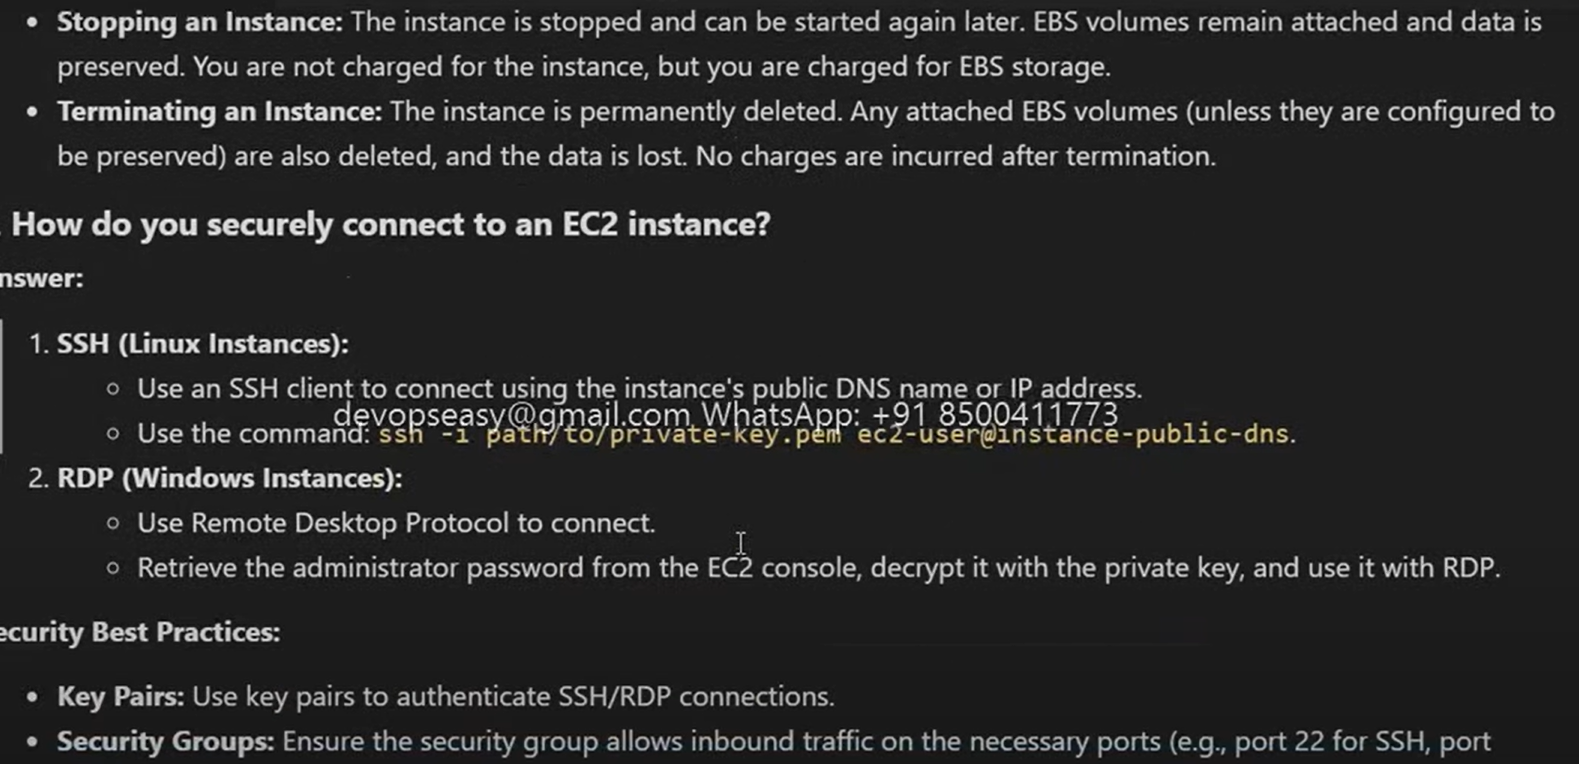 • Stopping an Instance: The instance is stopped and can be started again later. EBS volumes remain attached and data is
preserved. You are not charged for the instance, but you are charged for EBS storage.
• Terminating an Instance: The instance is permanently deleted. Any attached EBS volumes (unless they are configured to
be preserved) are also deleted, and the data is lost. No charges are incurred after termination.
How do you securely connect to an EC2 instance?
nswer:
1. SSH (Linux Instances):
○ Use an SSH client to connect using the instance's public DNS name or IP address.
devopseasy@gmail.com WhatsApp: +91 8500411773
○ Use the command: ssh -i path/to/private-key.pem ec2-user@instance-public-dns.
2. RDP (Windows Instances):
○ Use Remote Desktop Protocol to connect.
○ Retrieve the administrator password from the EC2 console, decrypt it with the private key, and use it with RDP.
ecurity Best Practices:
• Key Pairs: Use key pairs to authenticate SSH/RDP connections.
• Security Groups: Ensure the security group allows inbound traffic on the necessary ports (e.g., port 22 for SSH, port